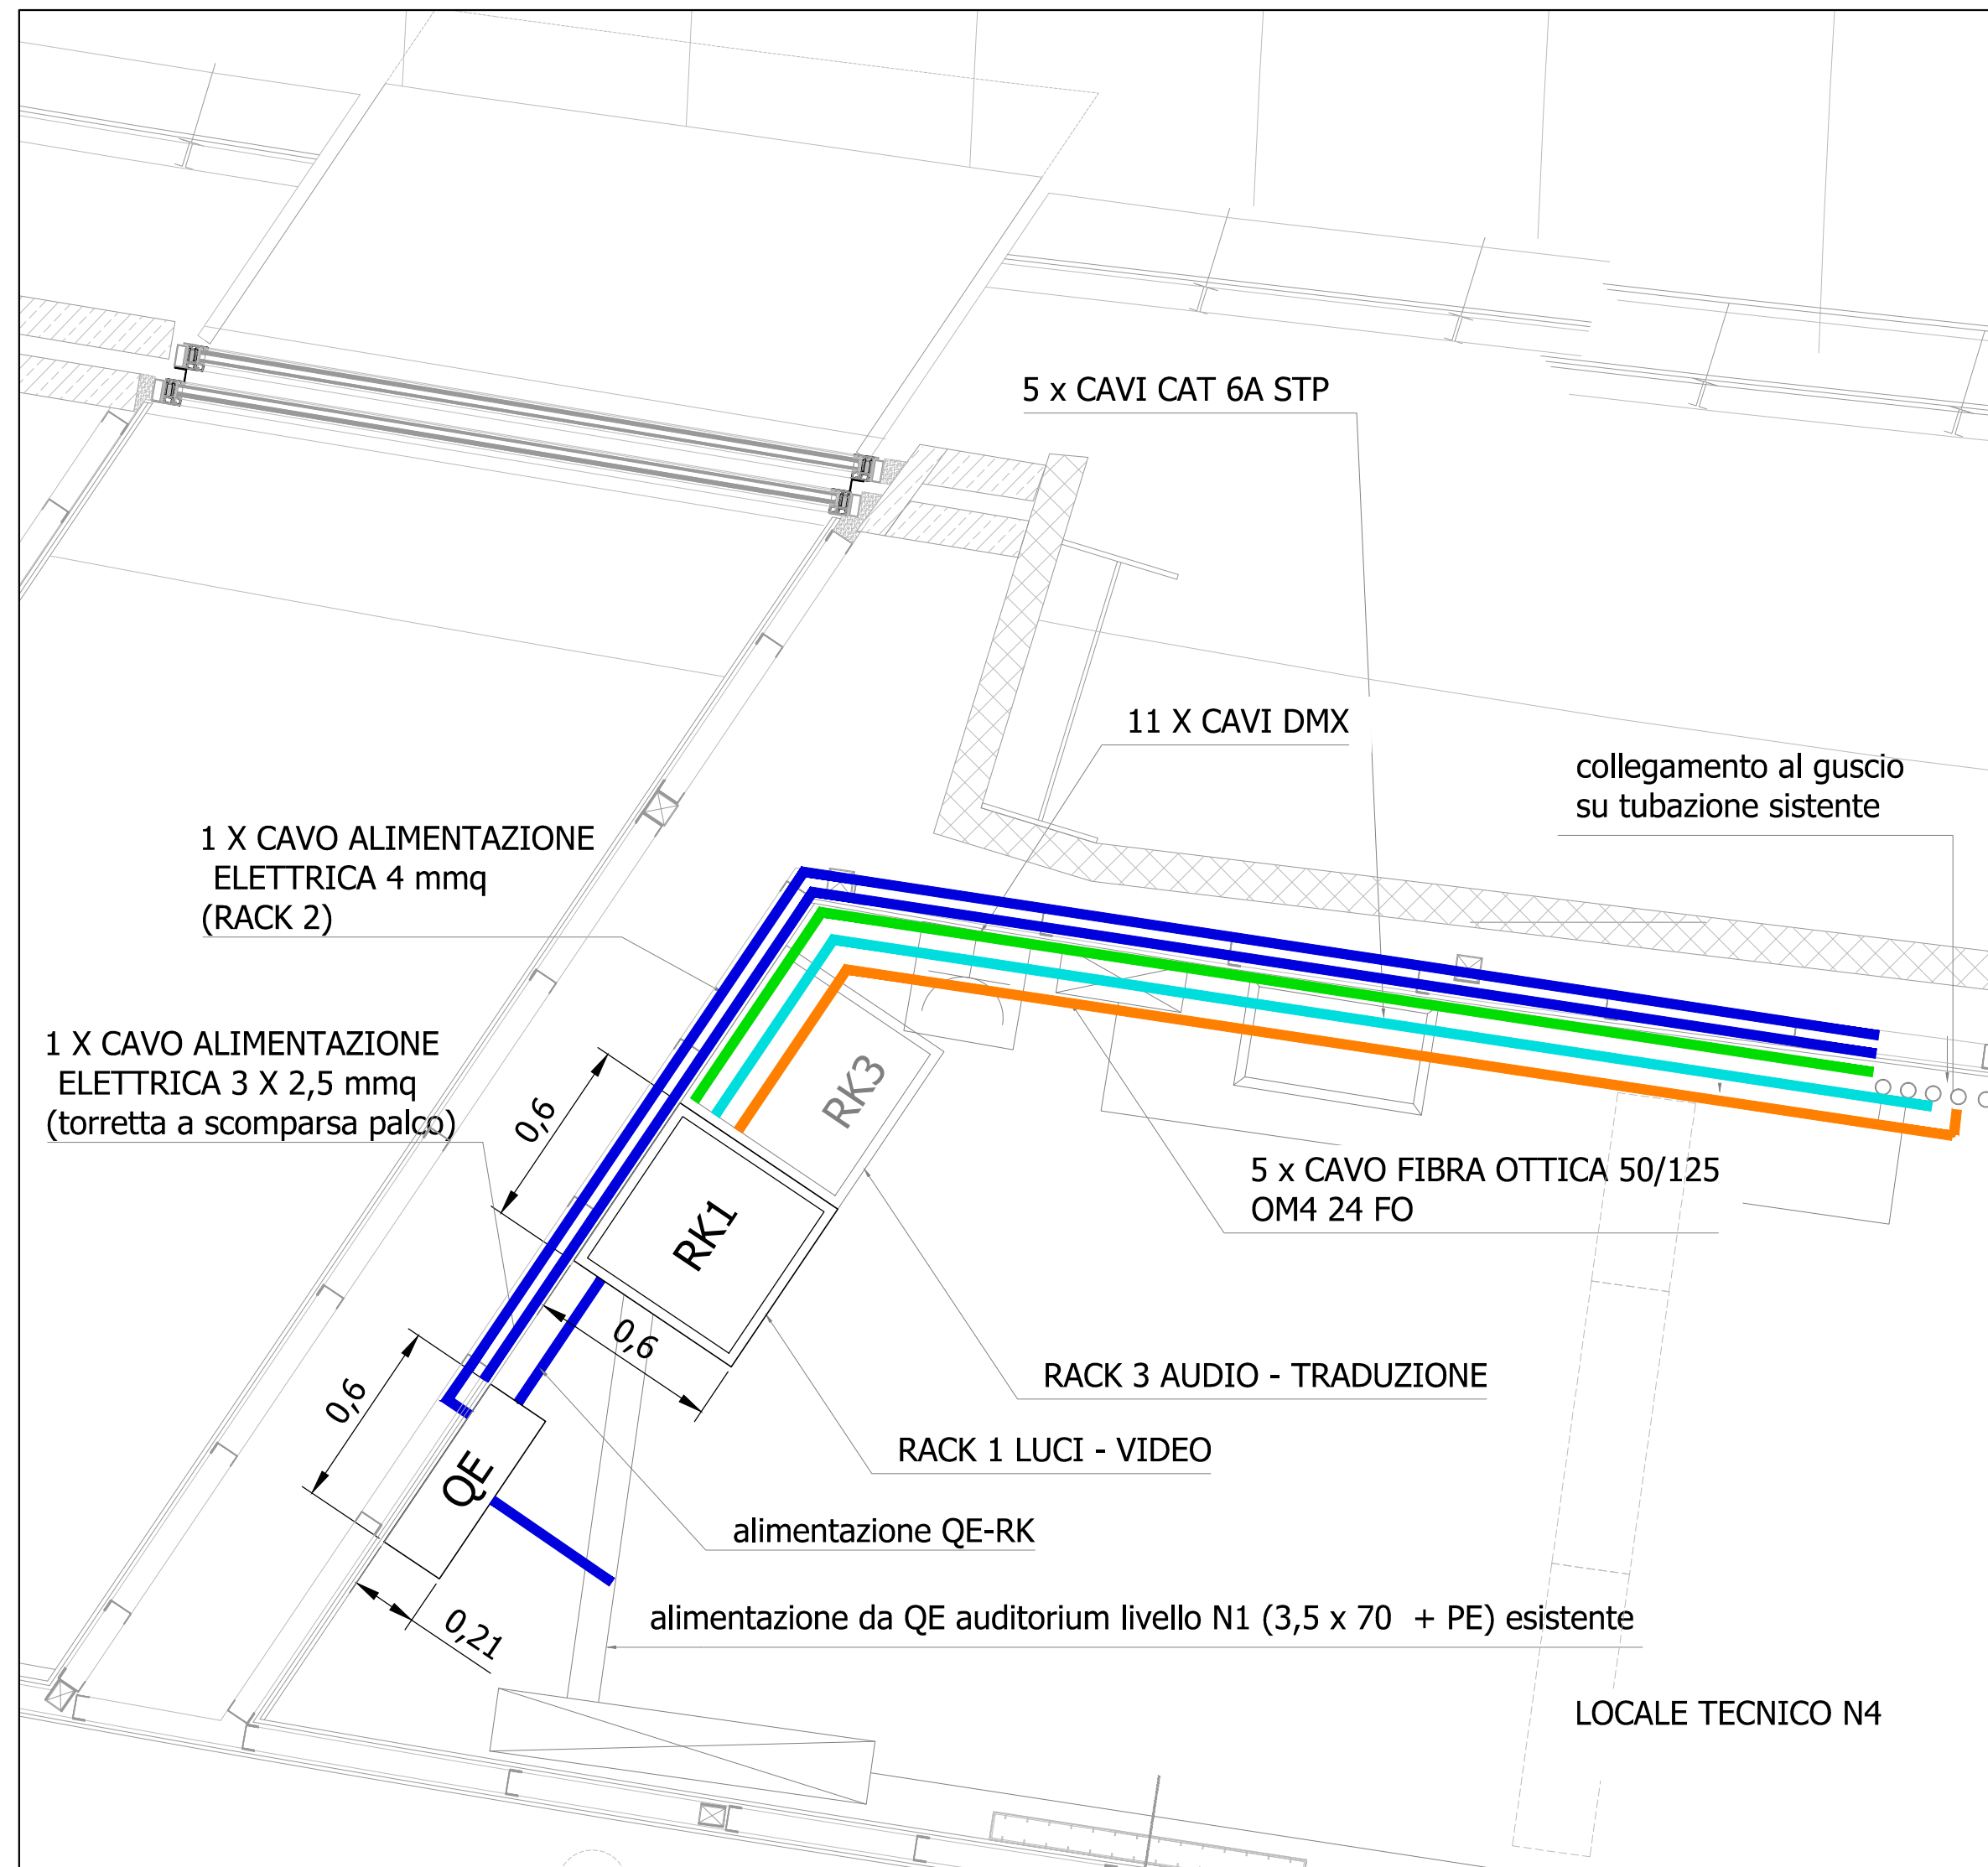 5 x CAVI CAT 6A STP
11 X CAVI DMX
collegamento al guscio
su tubazione sistente
1 X CAVO ALIMENTAZIONE
ELETTRICA 4 mmq
(RACK 2)
1 X CAVO ALIMENTAZIONE
ELETTRICA 3 X 2,5 mmq
(torretta a scomparsa palco)
0,6
RK3
RK1
5 x CAVO FIBRA OTTICA 50/125
OM4 24 FO
0,6
0,6
RACK 3 AUDIO - TRADUZIONE
RACK 1 LUCI - VIDEO
QE
alimentazione QE-RK
alimentazione da QE auditorium livello N1 (3,5 x 70 + PE) esistente
0,21
LOCALE TECNICO N4